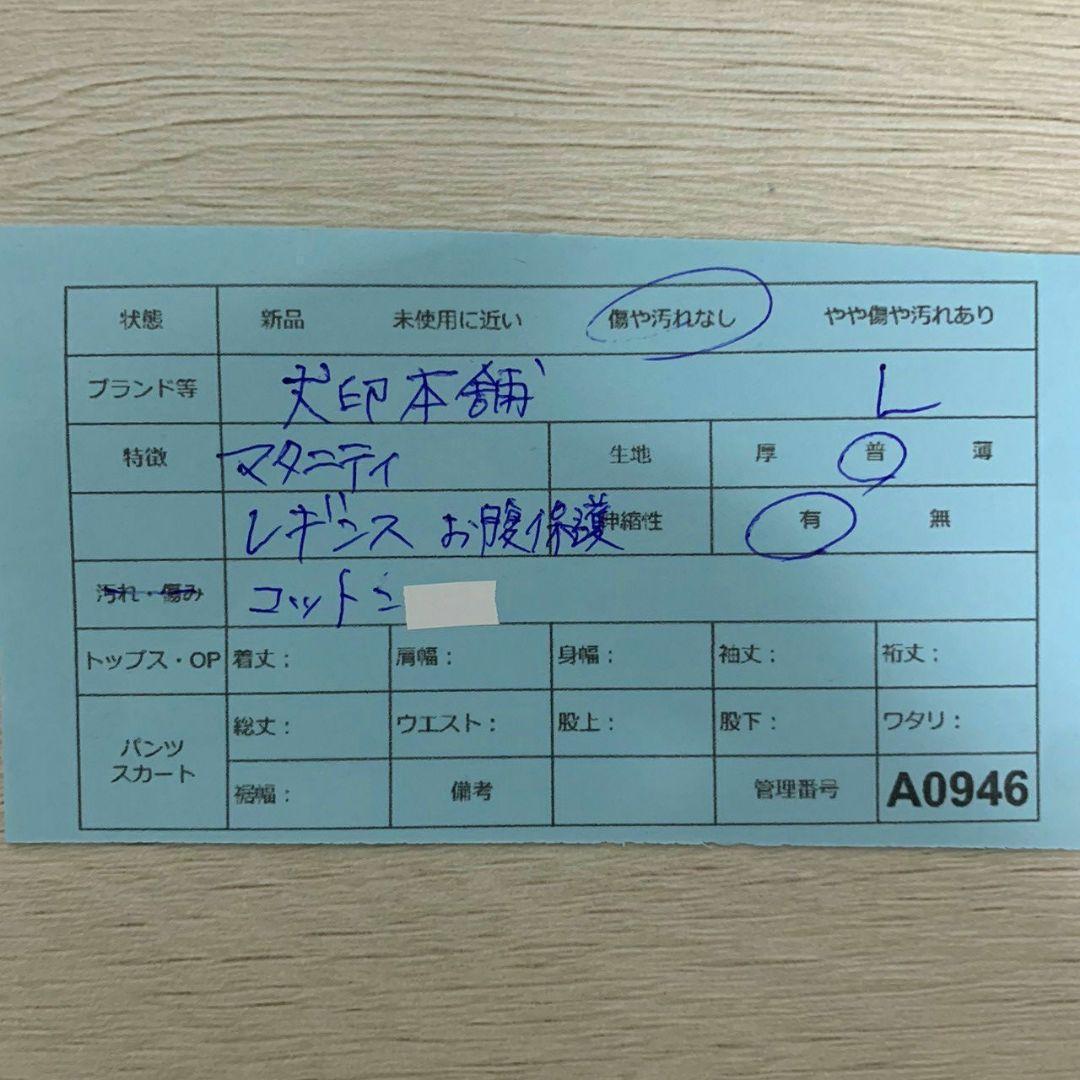 状態 新品 未使用に近い 傷や汚れなし やや傷や汚れあり
ブランド等 犬印本舗 L
特徴 マタニティ 生地 厚 普 薄
レギンス お腹保護 伸縮性 有 無
汚れ・傷み コットン
トップス・OP 着丈： 肩幅： 身幅： 袖丈： 裄丈：
パンツ スカート 総丈： ウエスト： 股上： 股下： ワタリ：
裾幅： 備考 管理番号 A0946